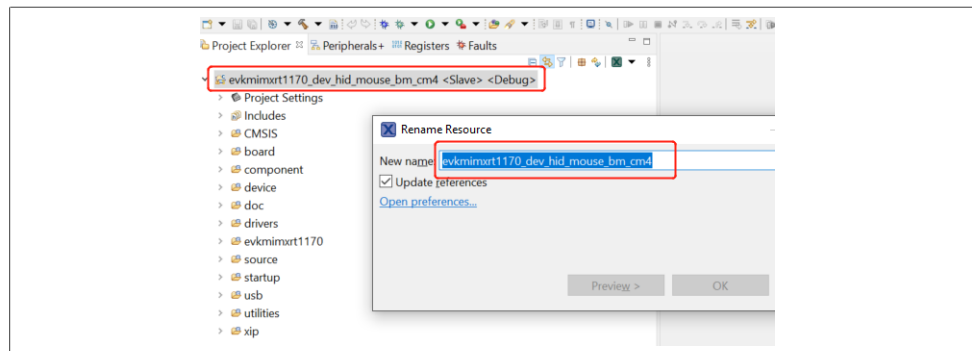 Project Explorer Peripherals+ Registers Faults
evkmimxrt1170_dev_hid_mouse_bm_cm4 <Slave> <Debug>
Project Settings
Includes
CMSIS
board
component
device
doc
drivers
evkmimxrt1170
source
startup
usb
utilities
xip
Rename Resource
New name: evkmimxrt1170_dev_hid_mouse_bm_cm4
Update references
Open preferences...
Preview >
OK